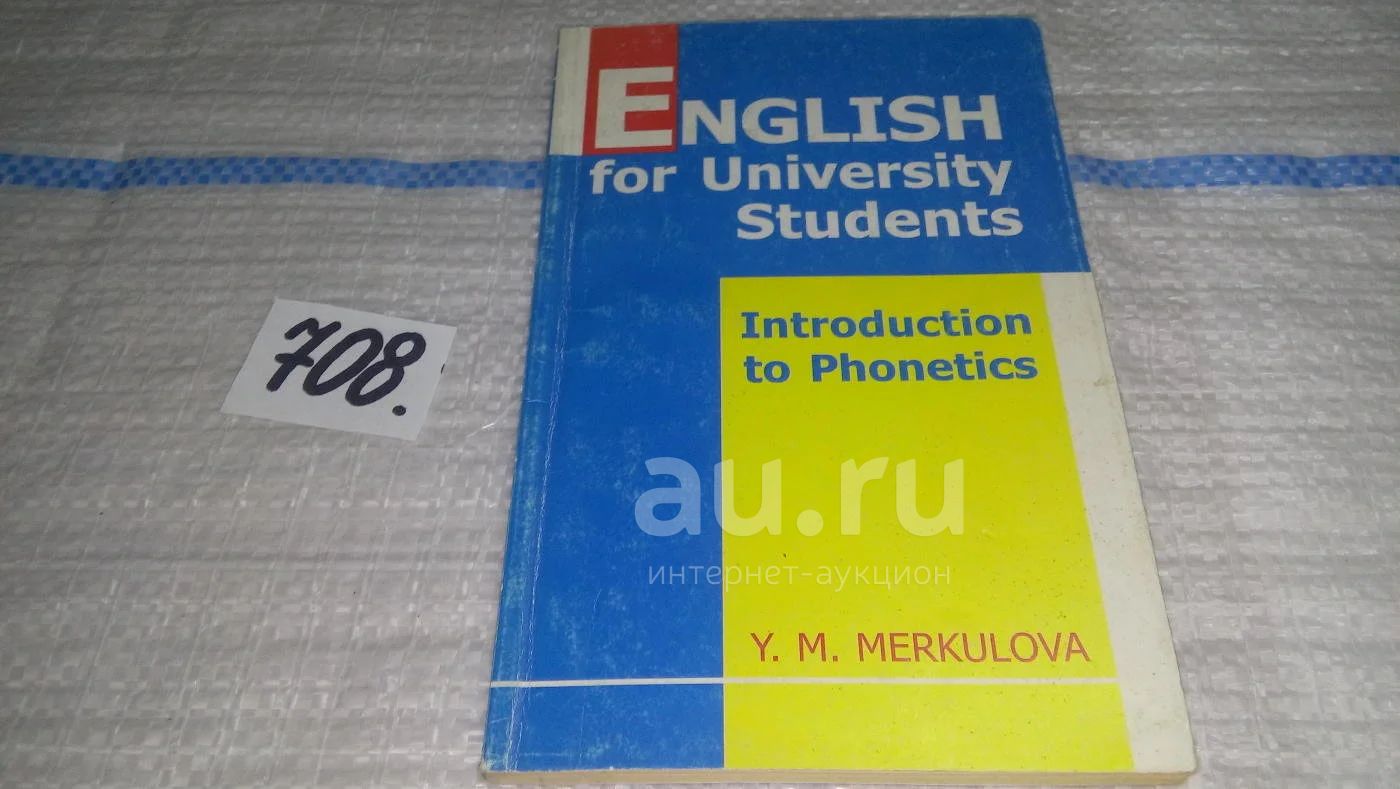 ENGLISH
for University
Students
Introduction
to Phonetics
708.
au.ru
интернет-аукцион
Y. M. MERKULOVA